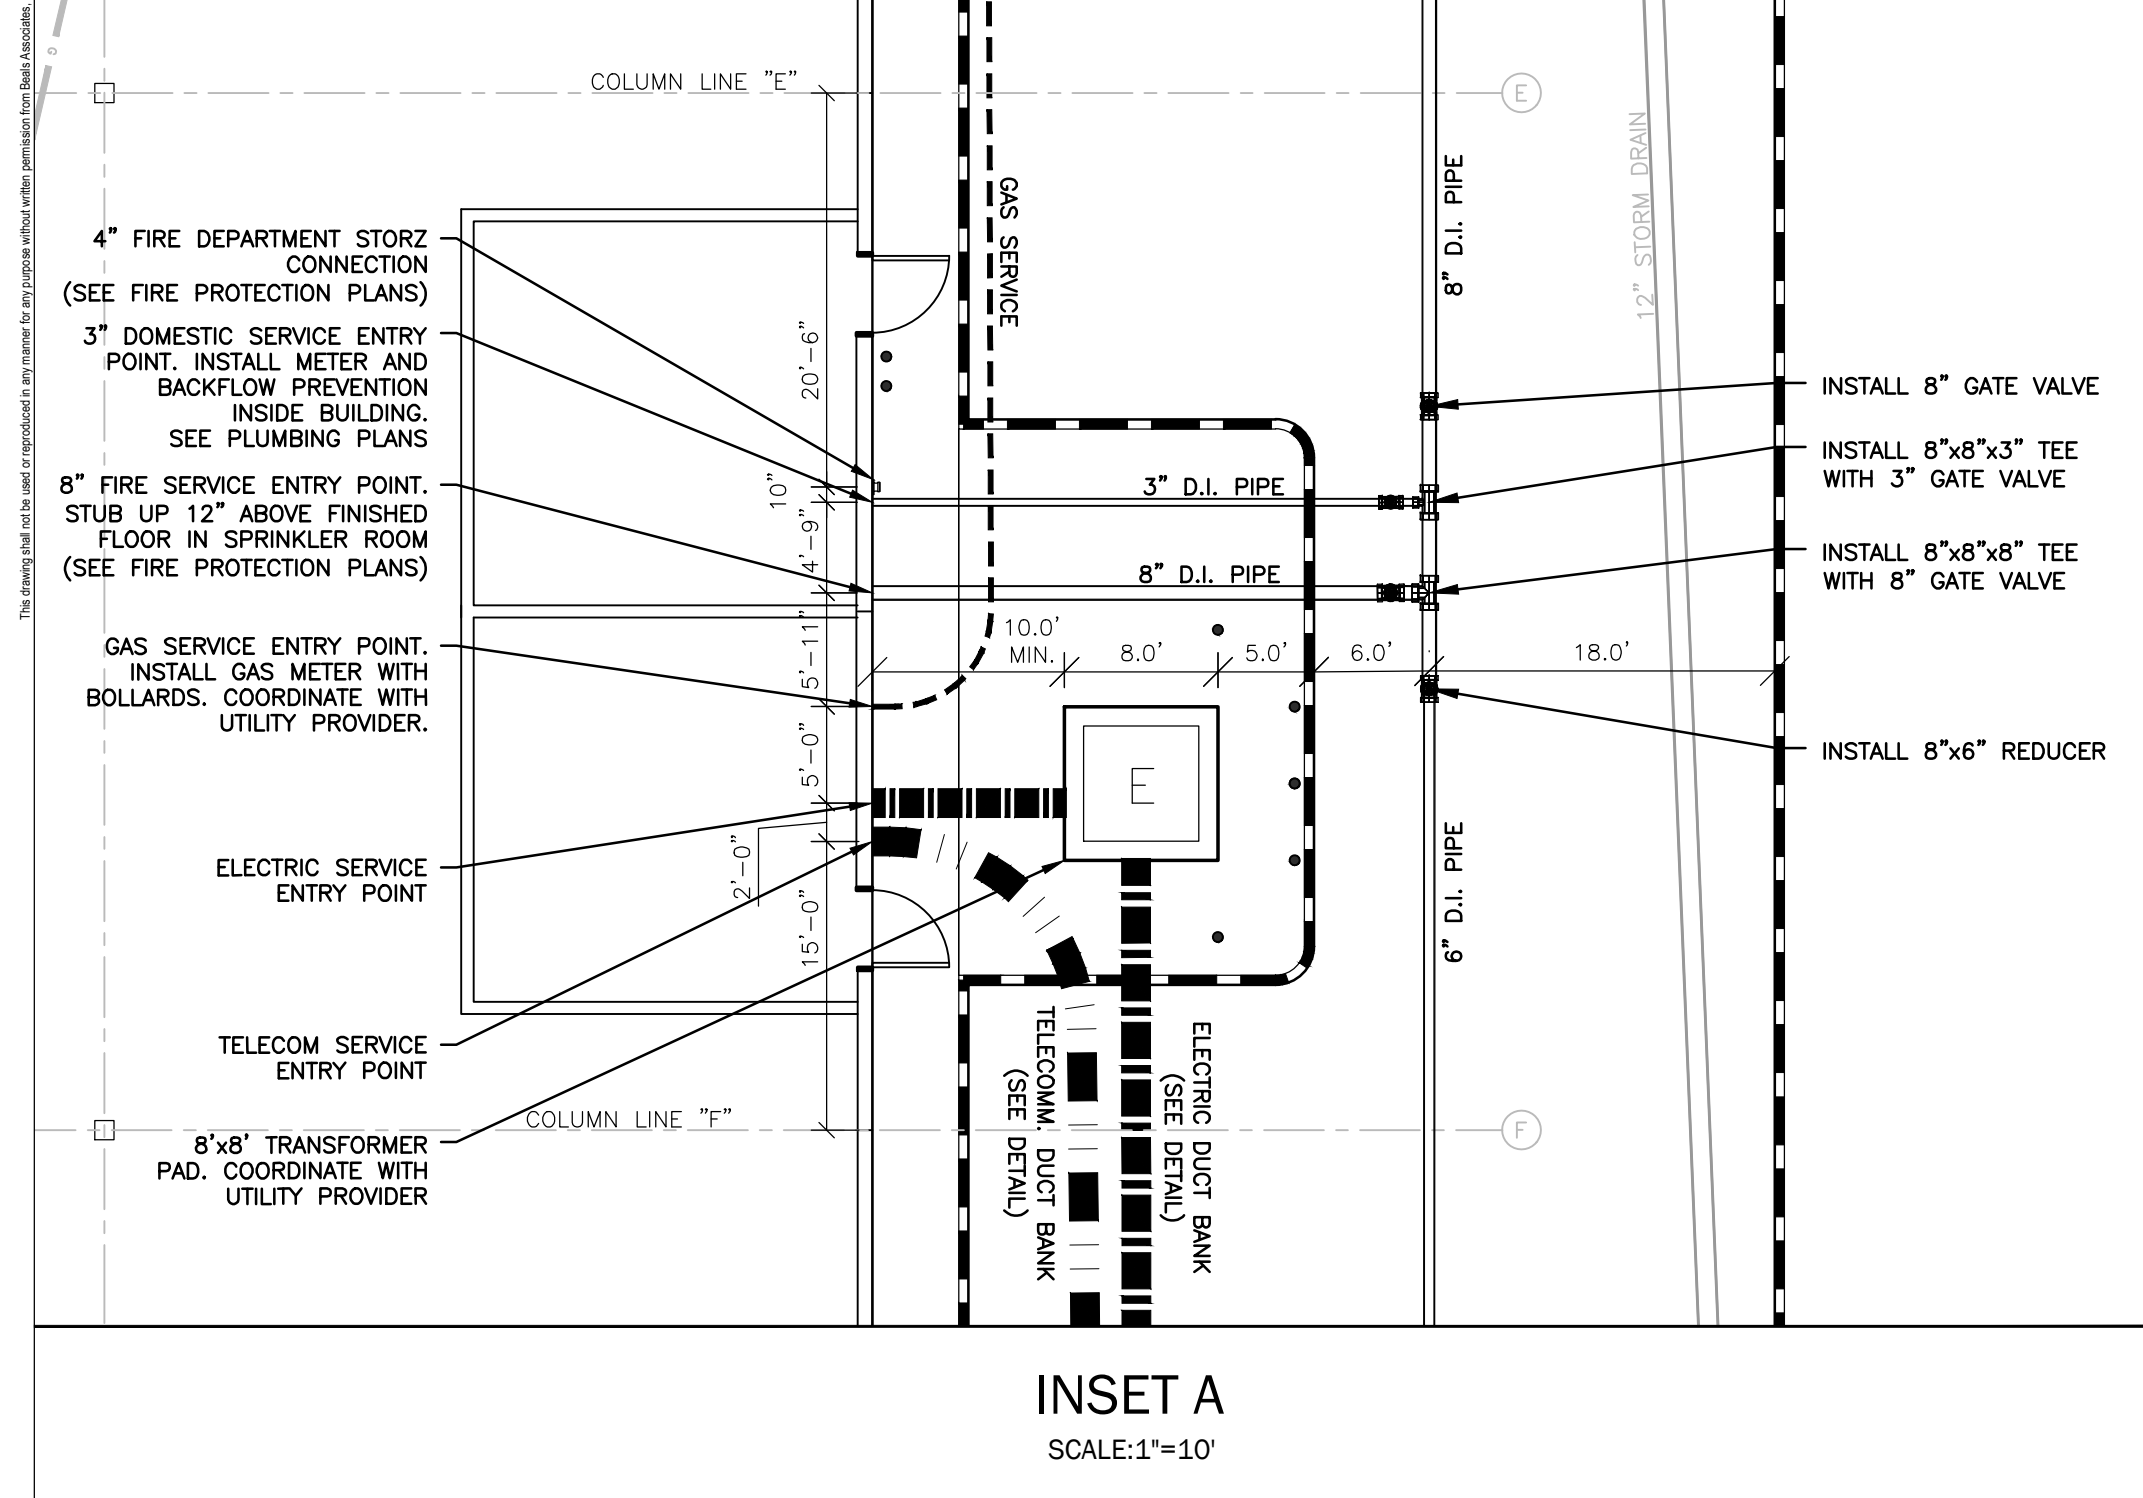 This drawing shall not be used or reproduced in any manner for any purpose without written permission from Beals Associates,
G
COLUMN LINE "E"
E
4" FIRE DEPARTMENT STORZ
CONNECTION
(SEE FIRE PROTECTION PLANS)
3" DOMESTIC SERVICE ENTRY
POINT. INSTALL METER AND
BACKFLOW PREVENTION
INSIDE BUILDING.
SEE PLUMBING PLANS
8" FIRE SERVICE ENTRY POINT.
STUB UP 12" ABOVE FINISHED
FLOOR IN SPRINKLER ROOM
(SEE FIRE PROTECTION PLANS)
GAS SERVICE ENTRY POINT.
INSTALL GAS METER WITH
BOLLARDS. COORDINATE WITH
UTILITY PROVIDER.
ELECTRIC SERVICE
ENTRY POINT
TELECOM SERVICE
ENTRY POINT
8'x8' TRANSFORMER
PAD. COORDINATE WITH
UTILITY PROVIDER
20'-6"
10"
4'-9"
5'-11"
5'-0"
2'-0"
15'-0"
GAS SERVICE
3" D.I. PIPE
8" D.I. PIPE
10.0'
MIN.
8.0'
5.0'
6.0'
18.0'
E
8" D.I. PIPE
6" D.I. PIPE
12" STORM DRAIN
INSTALL 8" GATE VALVE
INSTALL 8"x8"x3" TEE
WITH 3" GATE VALVE
INSTALL 8"x8"x8" TEE
WITH 8" GATE VALVE
INSTALL 8"x6" REDUCER
TELECOMM. DUCT BANK
(SEE DETAIL)
ELECTRIC DUCT BANK
(SEE DETAIL)
COLUMN LINE "F"
F
INSET A
SCALE:1"=10'